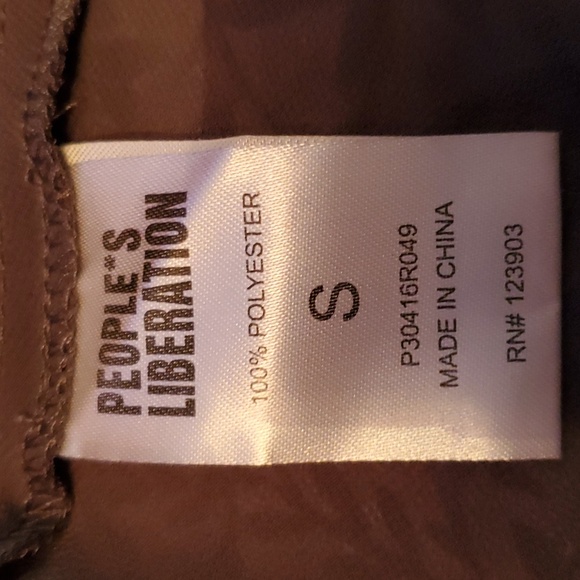 PEOPLE*S
LIBERATION
100% POLYESTER
S
P30416R049
MADE IN CHINA
RN# 123903